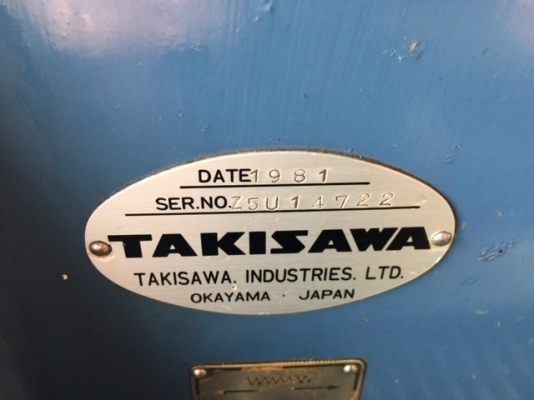 DATE 1981
SER.NO. Z5U14722
TAKISAWA
TAKISAWA. INDUSTRIES. LTD.
OKAYAMA · JAPAN